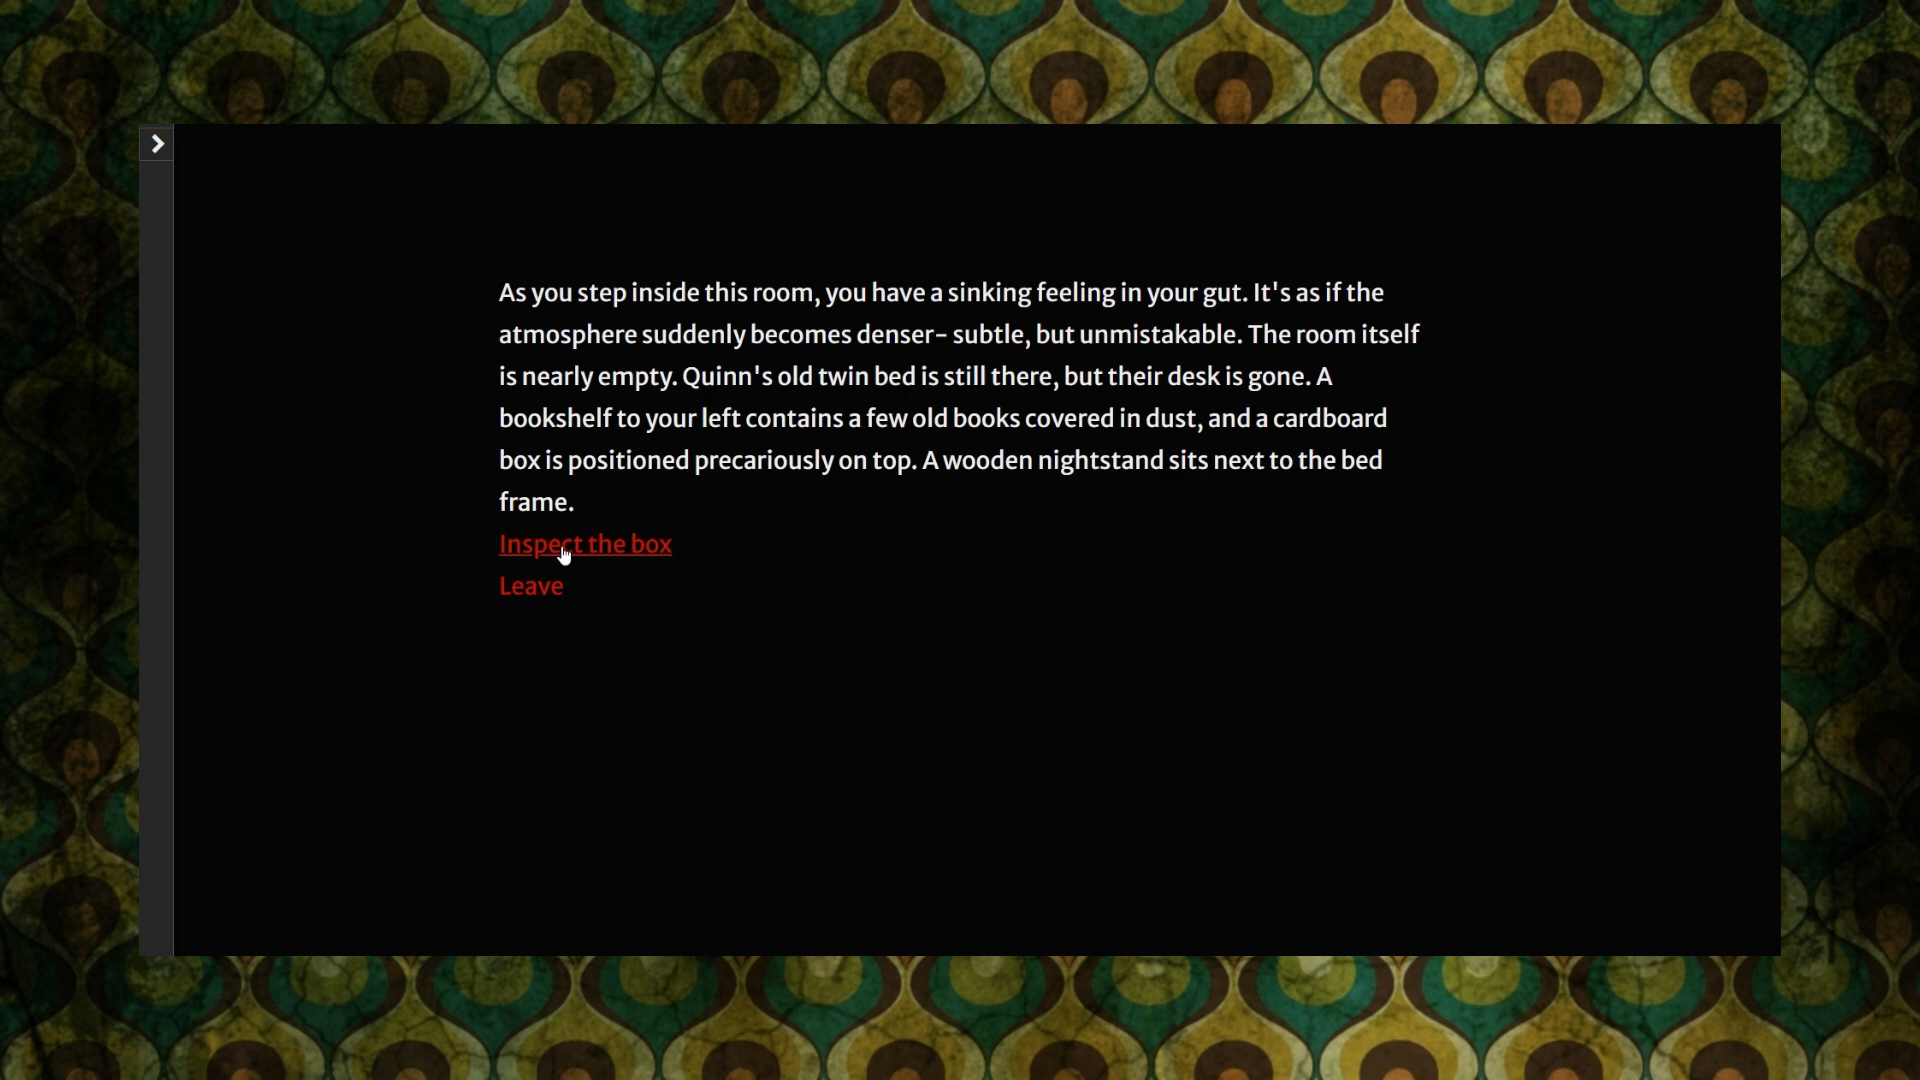 As you step inside this room, you have a sinking feeling in your gut. It's as if the
atmosphere suddenly becomes denser– subtle, but unmistakable. The room itself
is nearly empty. Quinn's old twin bed is still there, but their desk is gone. A
bookshelf to your left contains a few old books covered in dust, and a cardboard
box is positioned precariously on top. A wooden nightstand sits next to the bed
frame.
Inspect the box
Leave